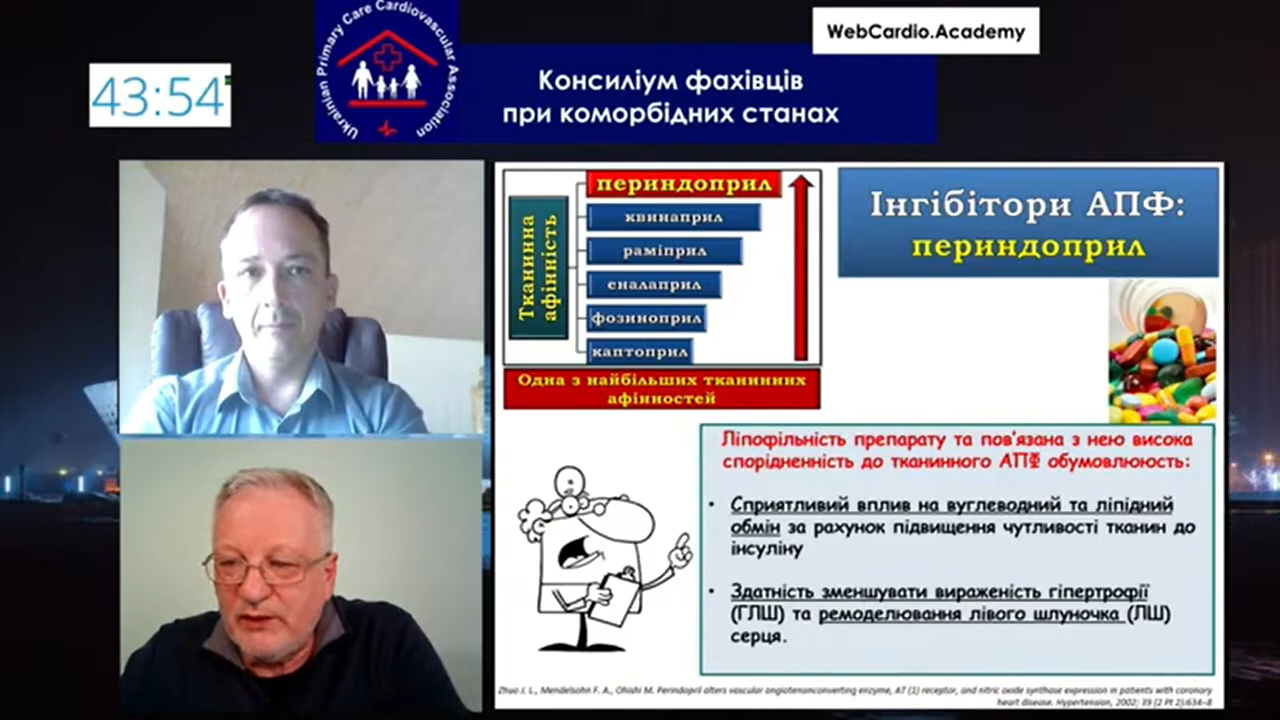 WebCardio.Academy
43:54
Ukrainian Primary Care Cardiovascular Association
Консиліум фахівців
при коморбідних станах
Тканинна
афінність
периндоприл
квинаприл
раміприл
еналаприл
фозиноприл
каптоприл
Одна з найбільших тканинних
афінностей
Інгібітори АПФ:
периндоприл
Ліпофільність препарату та пов'язана з нею висока
спорідненність до тканинного АПФ обумовлюють:
• Сприятливий вплив на вуглеводний та ліпідний
обмін за рахунок підвищення чутливості тканин до
інсуліну
• Здатність зменшувати вираженість гіпертрофії
(ГЛШ) та ремоделювання лівого шлуночка (ЛШ)
серця.
Zhuo J. L., Mendelsohn F. A., Ohishi M. Perindopril alters vascular angiotensinconverting enzyme, AT (1) receptor, and nitric oxide synthase expression in patients with coronary
heart disease. Hypertension, 2002; 39 (2 Pt 2):634–8